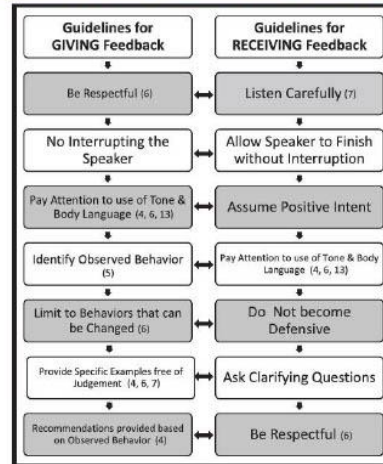 Guidelines for
GIVING Feedback
Guidelines for
RECEIVING Feedback
Be Respectful (6)
Listen Carefully (7)
No Interrupting the
Speaker
Allow Speaker to Finish
without Interruption
Pay Attention to use of Tone &
Body Language (4, 6, 13)
Assume Positive Intent
Identify Observed Behavior
(5)
Pay Attention to use of Tone & Body
Language (4, 6, 13)
Limit to Behaviors that can
be Changed (6)
Do Not become
Defensive
Provide Specific Examples free of
Judgement (4, 6, 7)
Ask Clarifying Questions
Recommendations provided based
on Observed Behavior (4)
Be Respectful (6)